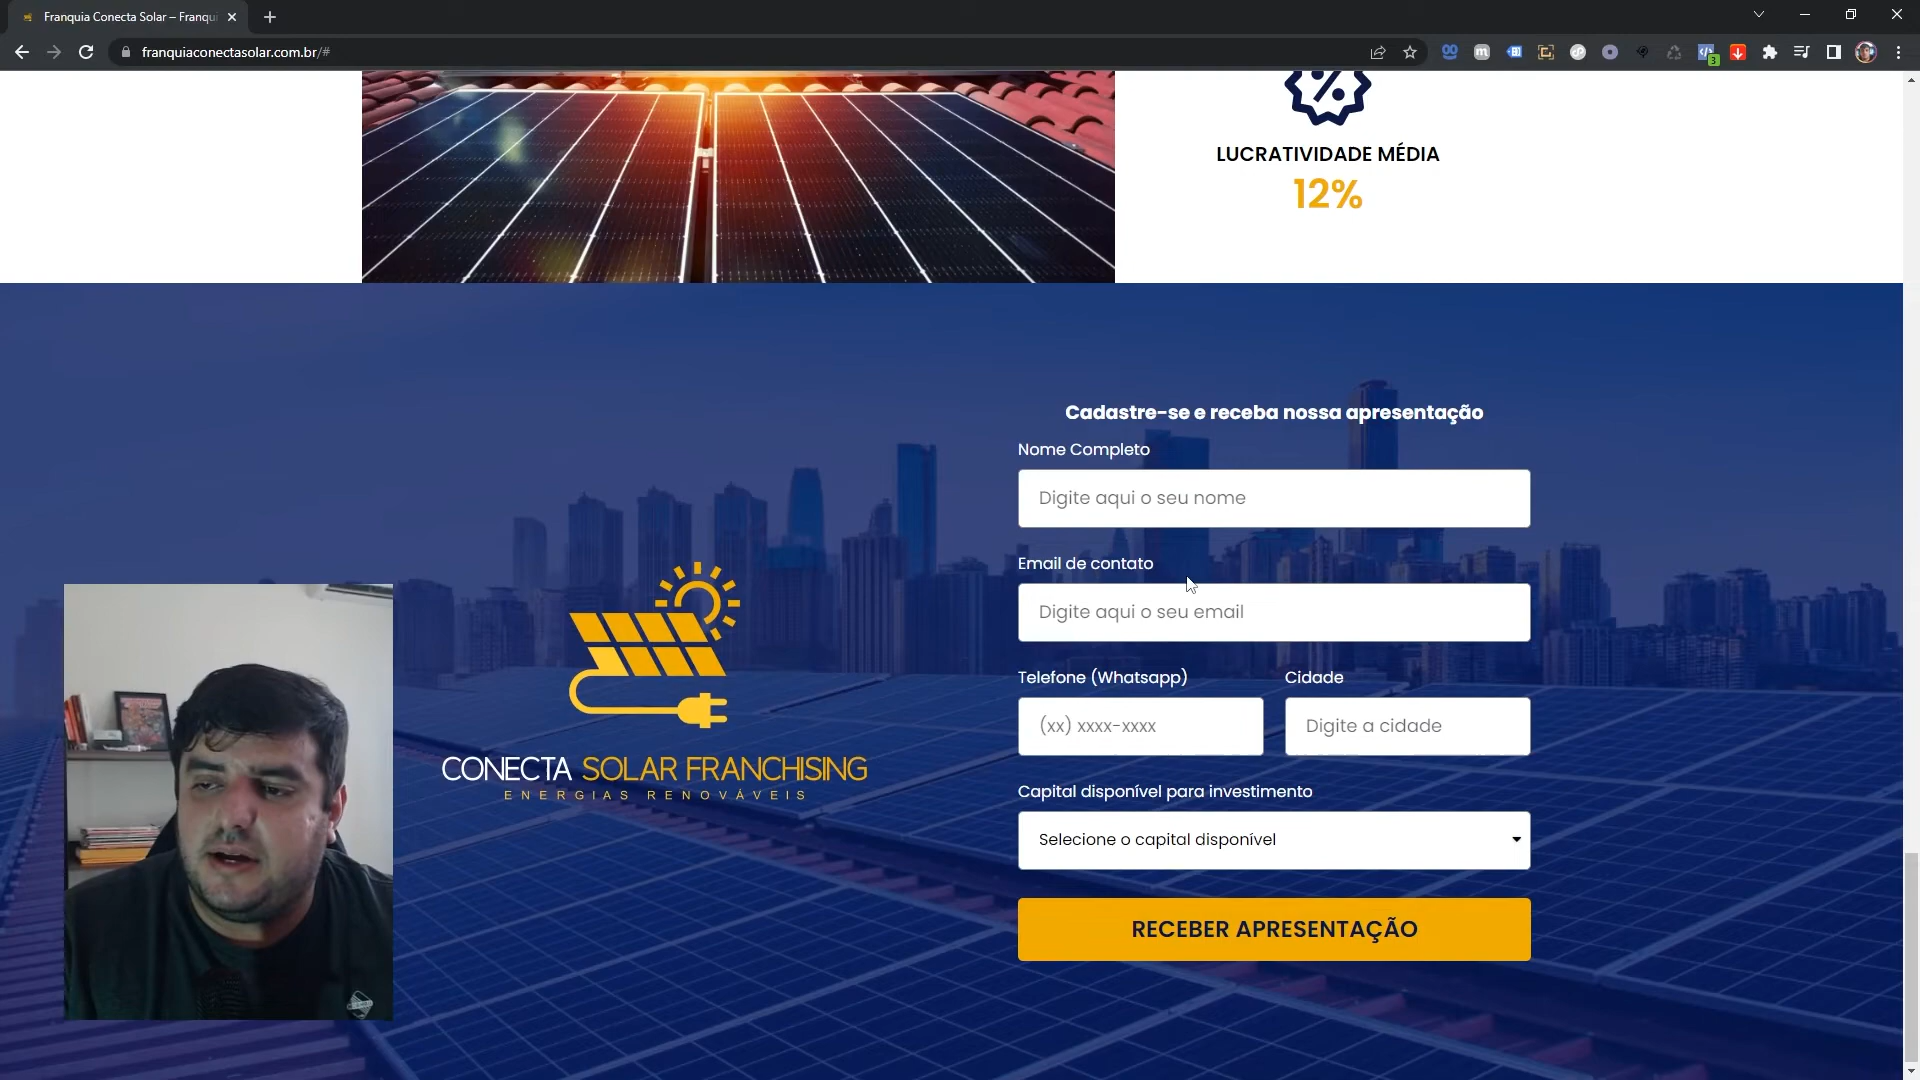 Franquia Conecta Solar – Franqui
franquiaconectasolar.com.br/#
3
LUCRATIVIDADE MÉDIA
12%
Cadastre-se e receba nossa apresentação
Nome Completo
Digite aqui o seu nome
Email de contato
Digite aqui o seu email
Telefone (Whatsapp)
Cidade
(xx) xxxx-xxxx
Digite a cidade
Capital disponível para investimento
Selecione o capital disponível
RECEBER APRESENTAÇÃO
CONECTA SOLAR FRANCHISING
ENERGIAS RENOVÁVEIS